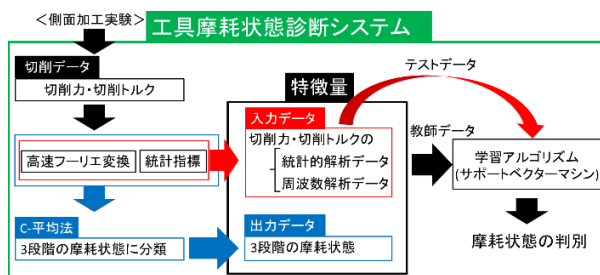 <側面加工実験>
工具摩耗状態診断システム
切削データ
切削力・切削トルク
高速フーリエ変換
統計指標
C-平均法
3段階の摩耗状態に分類
特徴量
入力データ
切削力・切削トルクの
統計的解析データ
周波数解析データ
出力データ
3段階の摩耗状態
テストデータ
教師データ
学習アルゴリズム
(サポートベクターマシン)
摩耗状態の判別